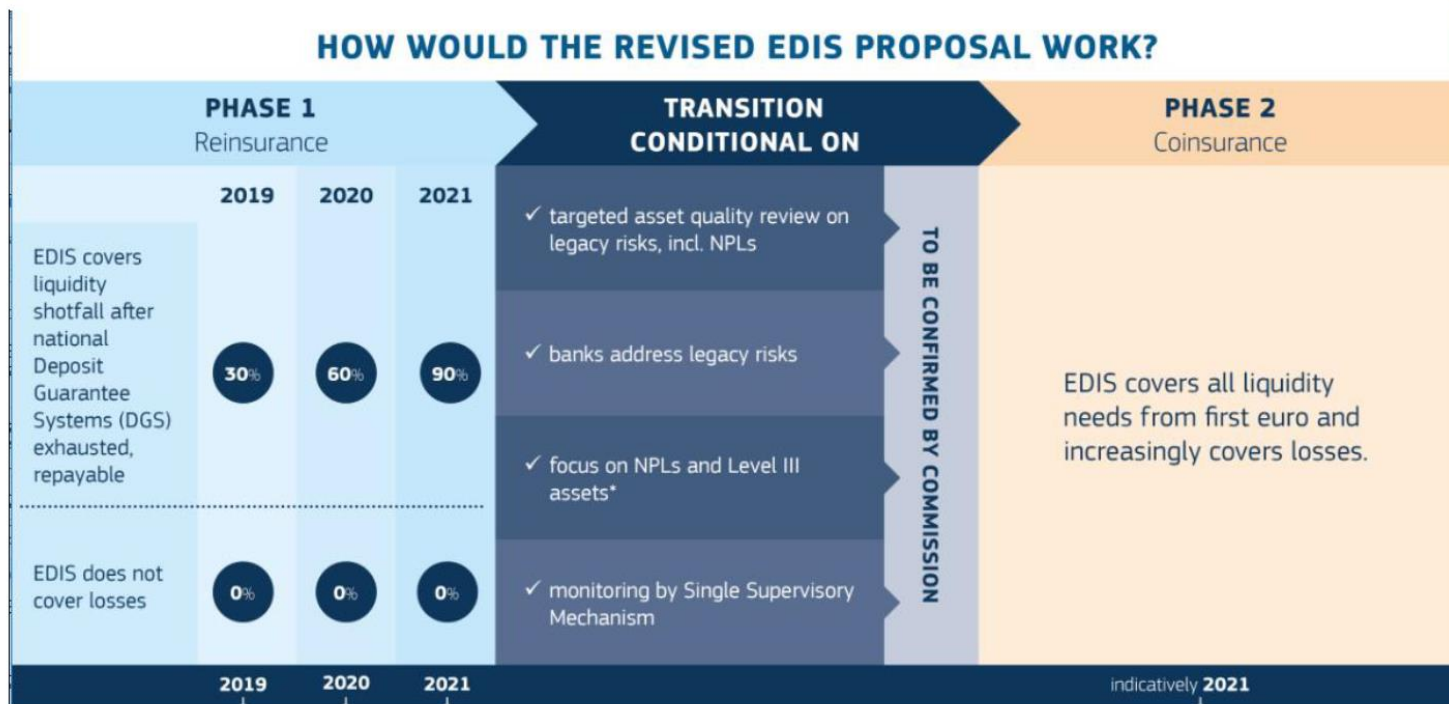 HOW WOULD THE REVISED EDIS PROPOSAL WORK?
PHASE 1
Reinsurance
TRANSITION
CONDITIONAL ON
PHASE 2
Coinsurance
2019
2020
2021
EDIS covers
liquidity
shotfall after
national
Deposit
Guarantee
Systems (DGS)
exhausted,
repayable
30%
60%
90%
EDIS does not
cover losses
0%
0%
0%
✓ targeted asset quality review on
legacy risks, incl. NPLs
✓ banks address legacy risks
✓ focus on NPLs and Level III
assets*
✓ monitoring by Single Supervisory
Mechanism
TO BE CONFIRMED BY COMMISSION
EDIS covers all liquidity
needs from first euro and
increasingly covers losses.
2019
2020
2021
indicatively 2021